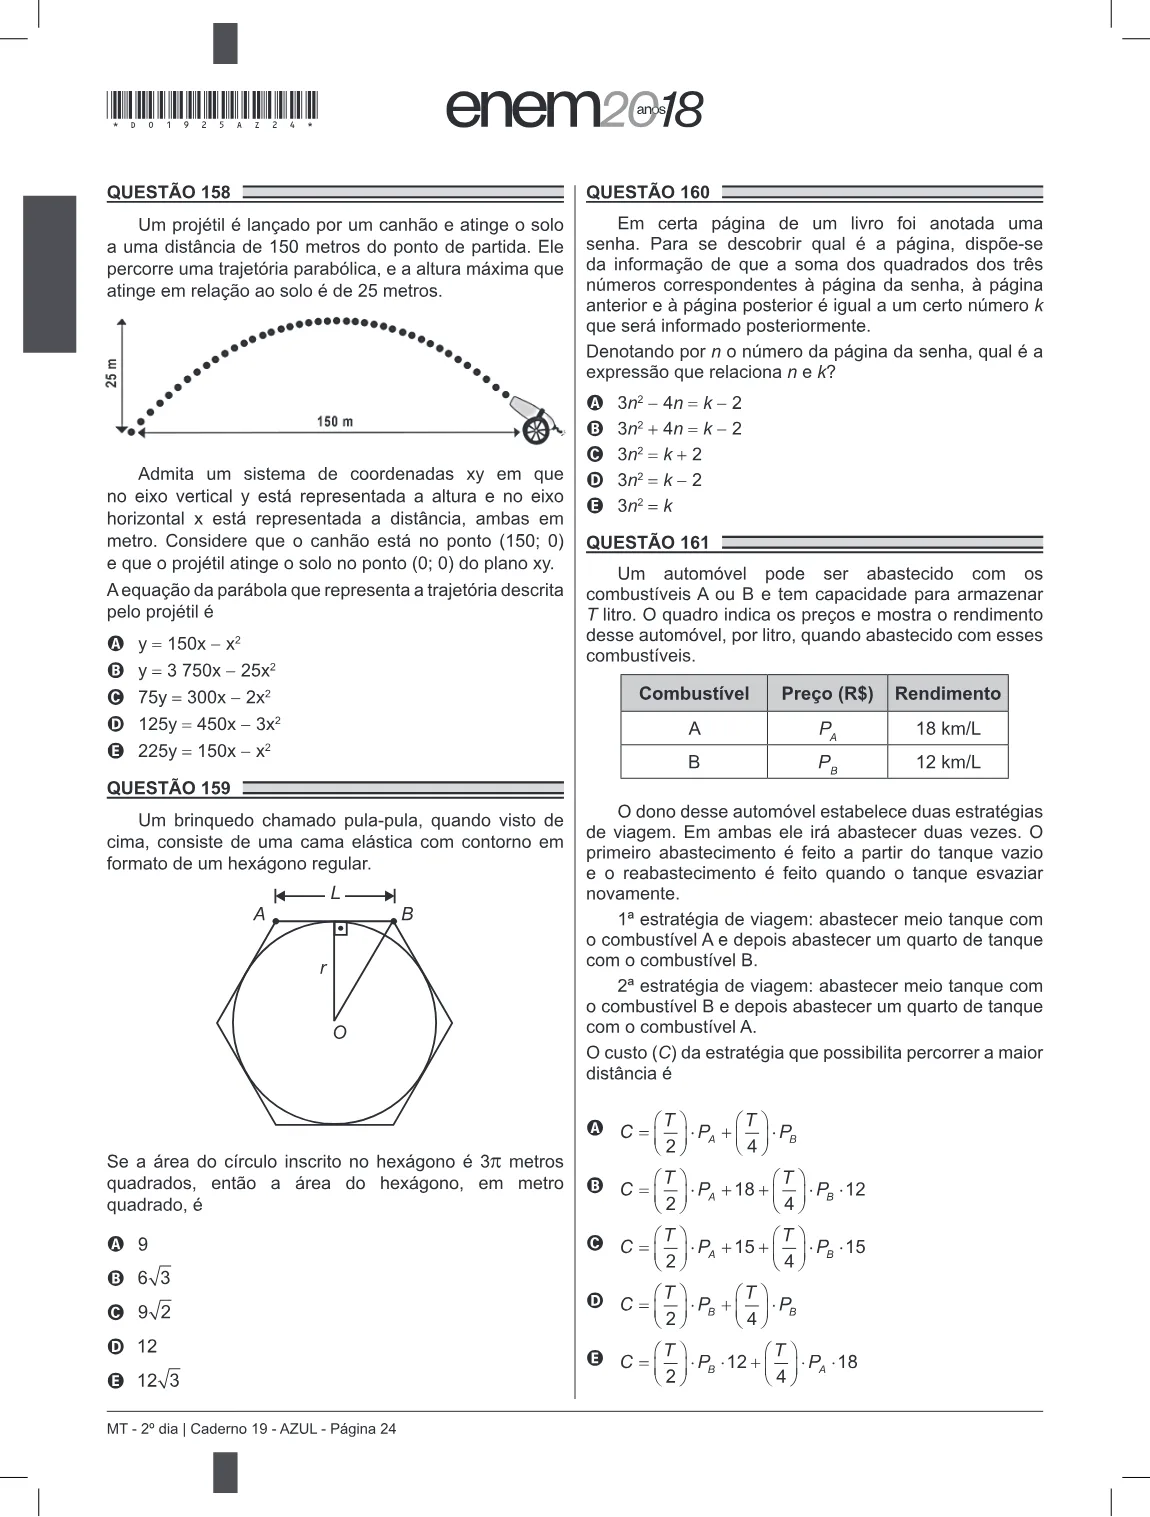 *DO1925AZ24*
enem2018
anos
QUESTÃO 158
Um projétil é lançado por um canhão e atinge o solo
a uma distância de 150 metros do ponto de partida. Ele
percorre uma trajetória parabólica, e a altura máxima que
atinge em relação ao solo é de 25 metros.
25 m
150 m
Admita um sistema de coordenadas xy em que
no eixo vertical y está representada a altura e no eixo
horizontal x está representada a distância, ambas em
metro. Considere que o canhão está no ponto (150; 0)
e que o projétil atinge o solo no ponto (0; 0) do plano xy.
A equação da parábola que representa a trajetória descrita
pelo projétil é
A y = 150x − x²
B y = 3 750x − 25x²
C 75y = 300x − 2x²
D 125y = 450x − 3x²
E 225y = 150x − x²
QUESTÃO 159
Um brinquedo chamado pula-pula, quando visto de
cima, consiste de uma cama elástica com contorno em
formato de um hexágono regular.
L
A B
r
O
Se a área do círculo inscrito no hexágono é 3π metros
quadrados, então a área do hexágono, em metro
quadrado, é
A 9
B 6√3
C 9√2
D 12
E 12√3
QUESTÃO 160
Em certa página de um livro foi anotada uma
senha. Para se descobrir qual é a página, dispõe-se
da informação de que a soma dos quadrados dos três
números correspondentes à página da senha, à página
anterior e à página posterior é igual a um certo número k
que será informado posteriormente.
Denotando por n o número da página da senha, qual é a
expressão que relaciona n e k?
A 3n² − 4n = k − 2
B 3n² + 4n = k − 2
C 3n² = k + 2
D 3n² = k − 2
E 3n² = k
QUESTÃO 161
Um automóvel pode ser abastecido com os
combustíveis A ou B e tem capacidade para armazenar
T litro. O quadro indica os preços e mostra o rendimento
desse automóvel, por litro, quando abastecido com esses
combustíveis.
Combustível Preço (R$) Rendimento
A P_A 18 km/L
B P_B 12 km/L
O dono desse automóvel estabelece duas estratégias
de viagem. Em ambas ele irá abastecer duas vezes. O
primeiro abastecimento é feito a partir do tanque vazio
e o reabastecimento é feito quando o tanque esvaziar
novamente.
1ª estratégia de viagem: abastecer meio tanque com
o combustível A e depois abastecer um quarto de tanque
com o combustível B.
2ª estratégia de viagem: abastecer meio tanque com
o combustível B e depois abastecer um quarto de tanque
com o combustível A.
O custo (C) da estratégia que possibilita percorrer a maior
distância é
A C = (T/2) · P_A + (T/4) · P_B
B C = (T/2) · P_A + 18 + (T/4) · P_B · 12
C C = (T/2) · P_A + 15 + (T/4) · P_B · 15
D C = (T/2) · P_B + (T/4) · P_B
E C = (T/2) · P_B · 12 + (T/4) · P_A · 18
MT - 2º dia | Caderno 19 - AZUL - Página 24